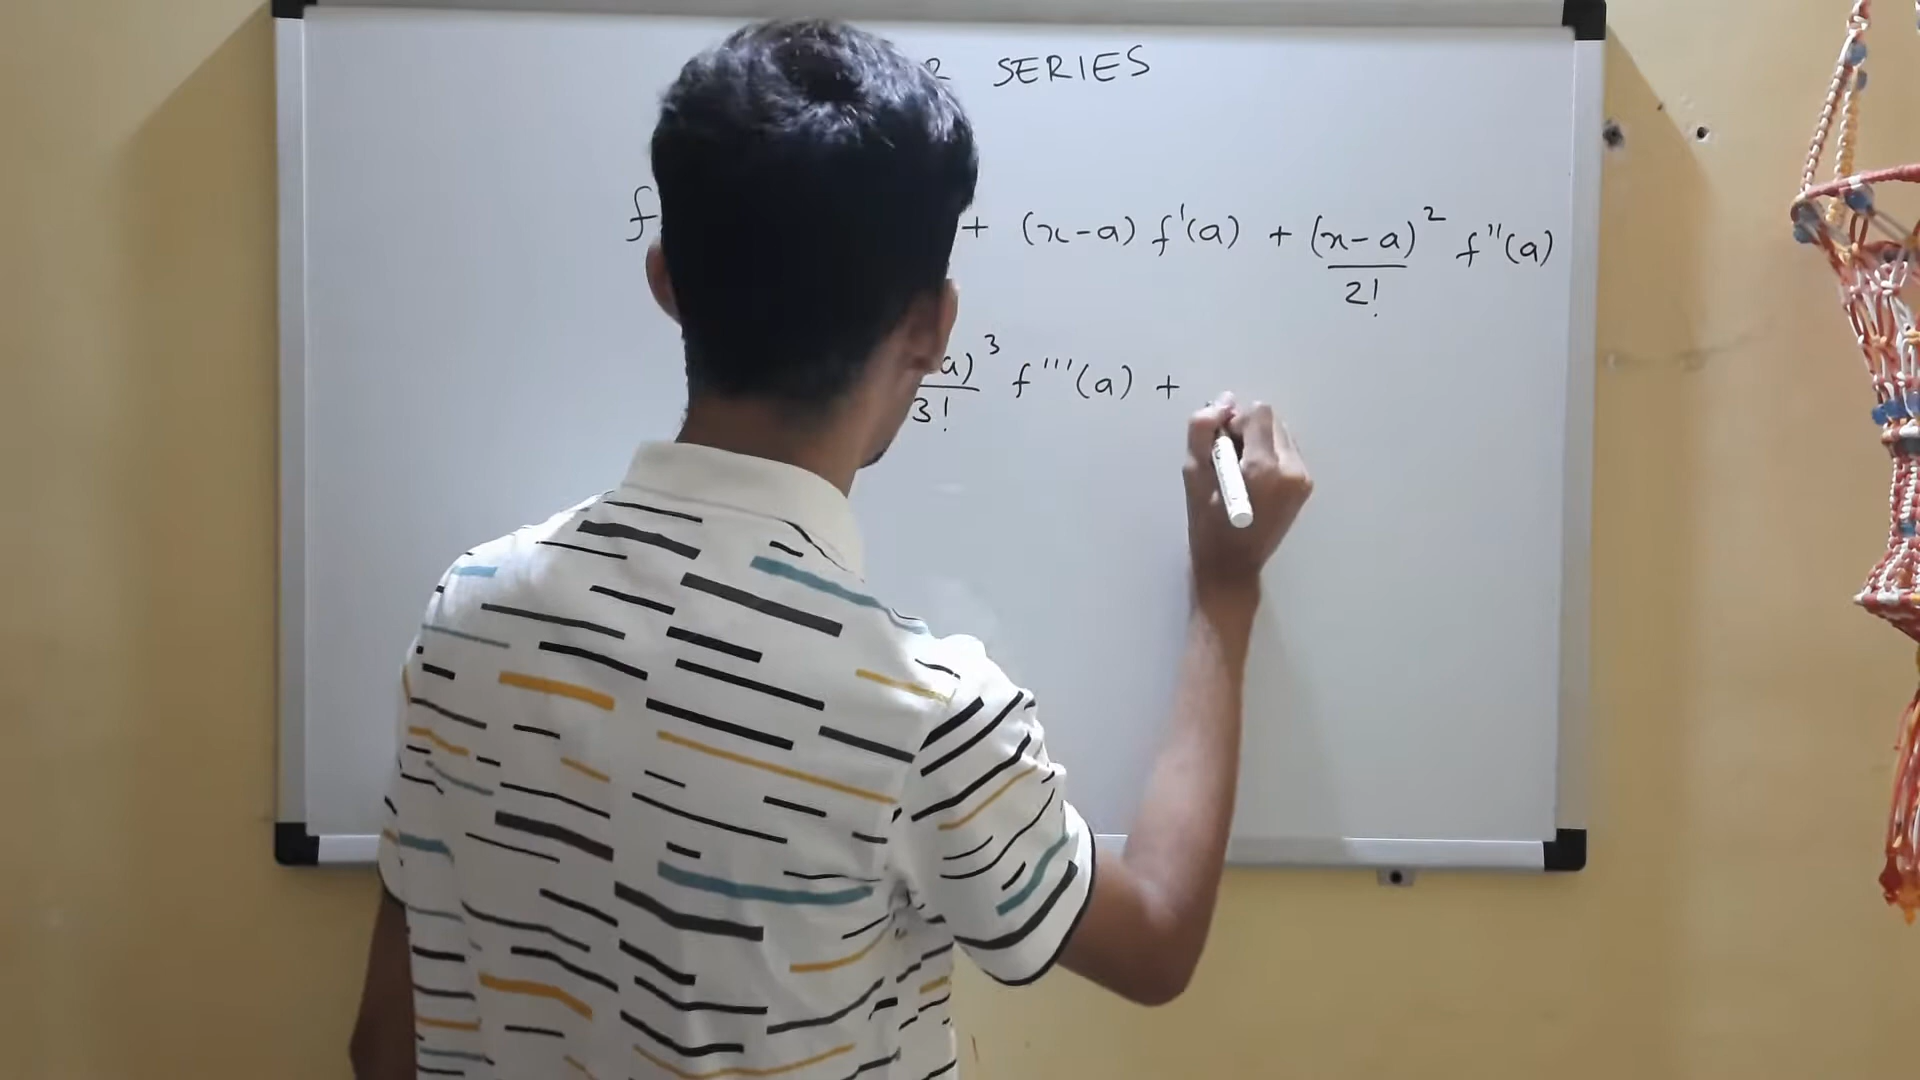 R SERIES
f + (x-a) f'(a) + (x-a)²/2! f''(a)
a)³/3! f'''(a) +